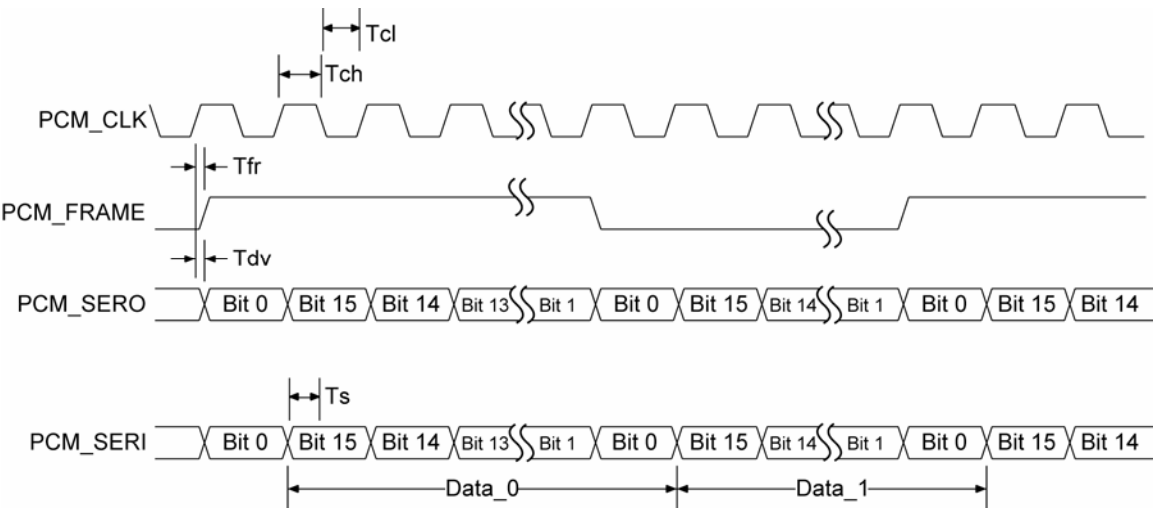 Tcl
Tch
PCM_CLK
Tfr
PCM_FRAME
Tdv
PCM_SERO Bit 0 Bit 15 Bit 14 Bit 13 Bit 1 Bit 0 Bit 15 Bit 14 Bit 1 Bit 0 Bit 15 Bit 14
Ts
PCM_SERI Bit 0 Bit 15 Bit 14 Bit 13 Bit 1 Bit 0 Bit 15 Bit 14 Bit 1 Bit 0 Bit 15 Bit 14
Data_0 Data_1